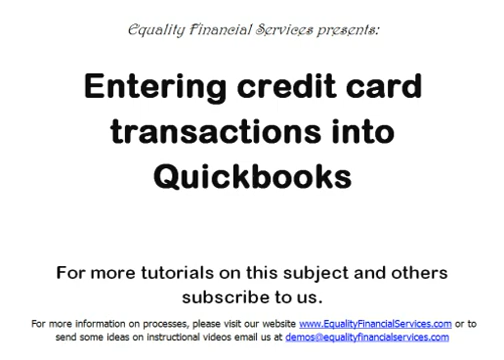 Equality Financial Services presents:
Entering credit card
transactions into
Quickbooks
For more tutorials on this subject and others
subscribe to us.
For more information on processes, please visit our website www.EqualityFinancialServices.com or to
send some ideas on instructional videos email us at demos@equalityfinancialservices.com